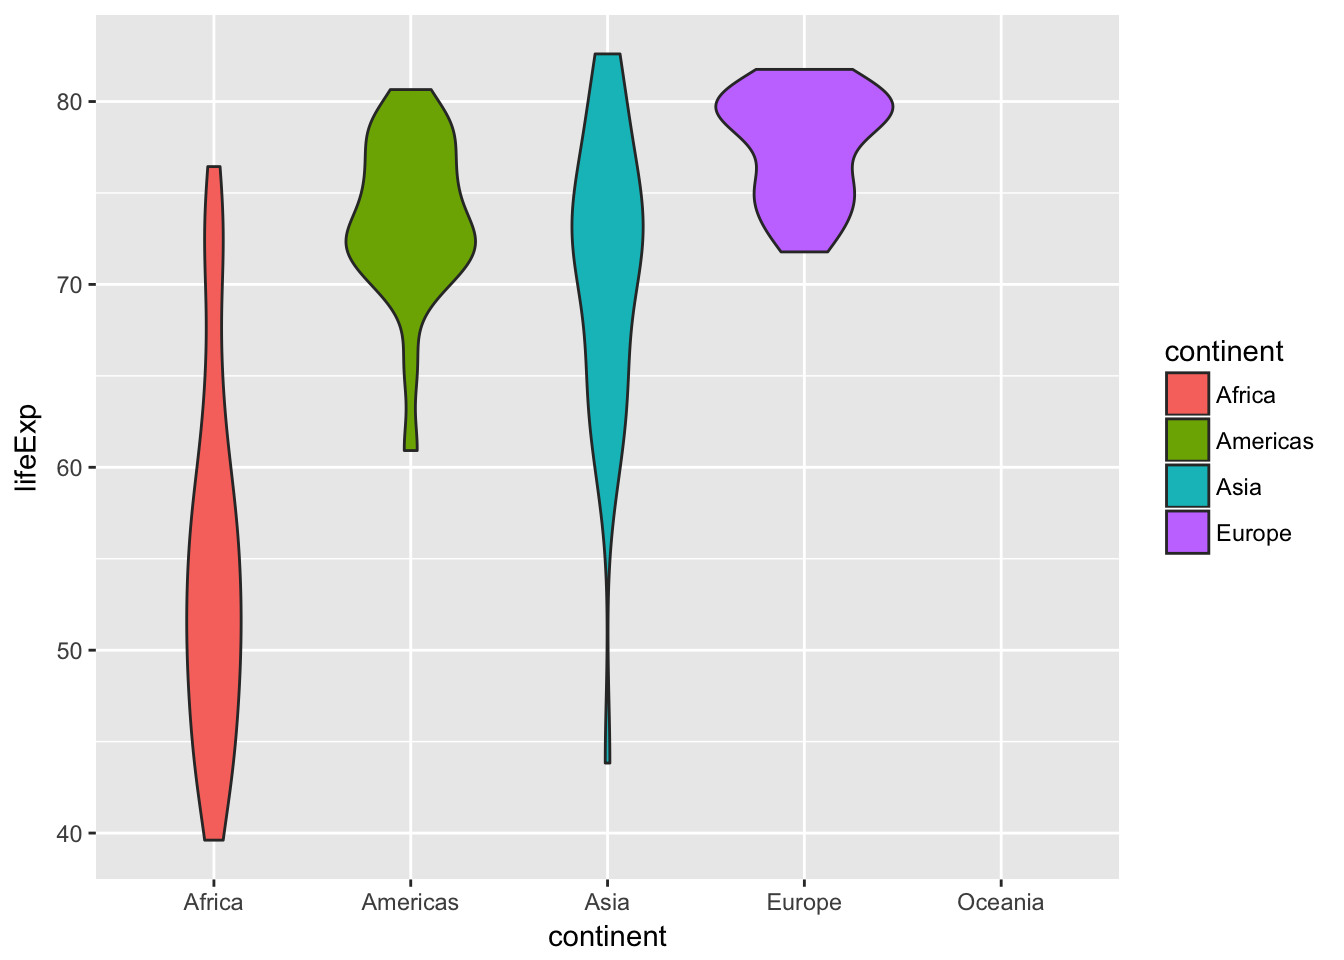 80
70
60
50
40
lifeExp
Africa
Americas
Asia
Europe
Oceania
continent
continent
Africa
Americas
Asia
Europe